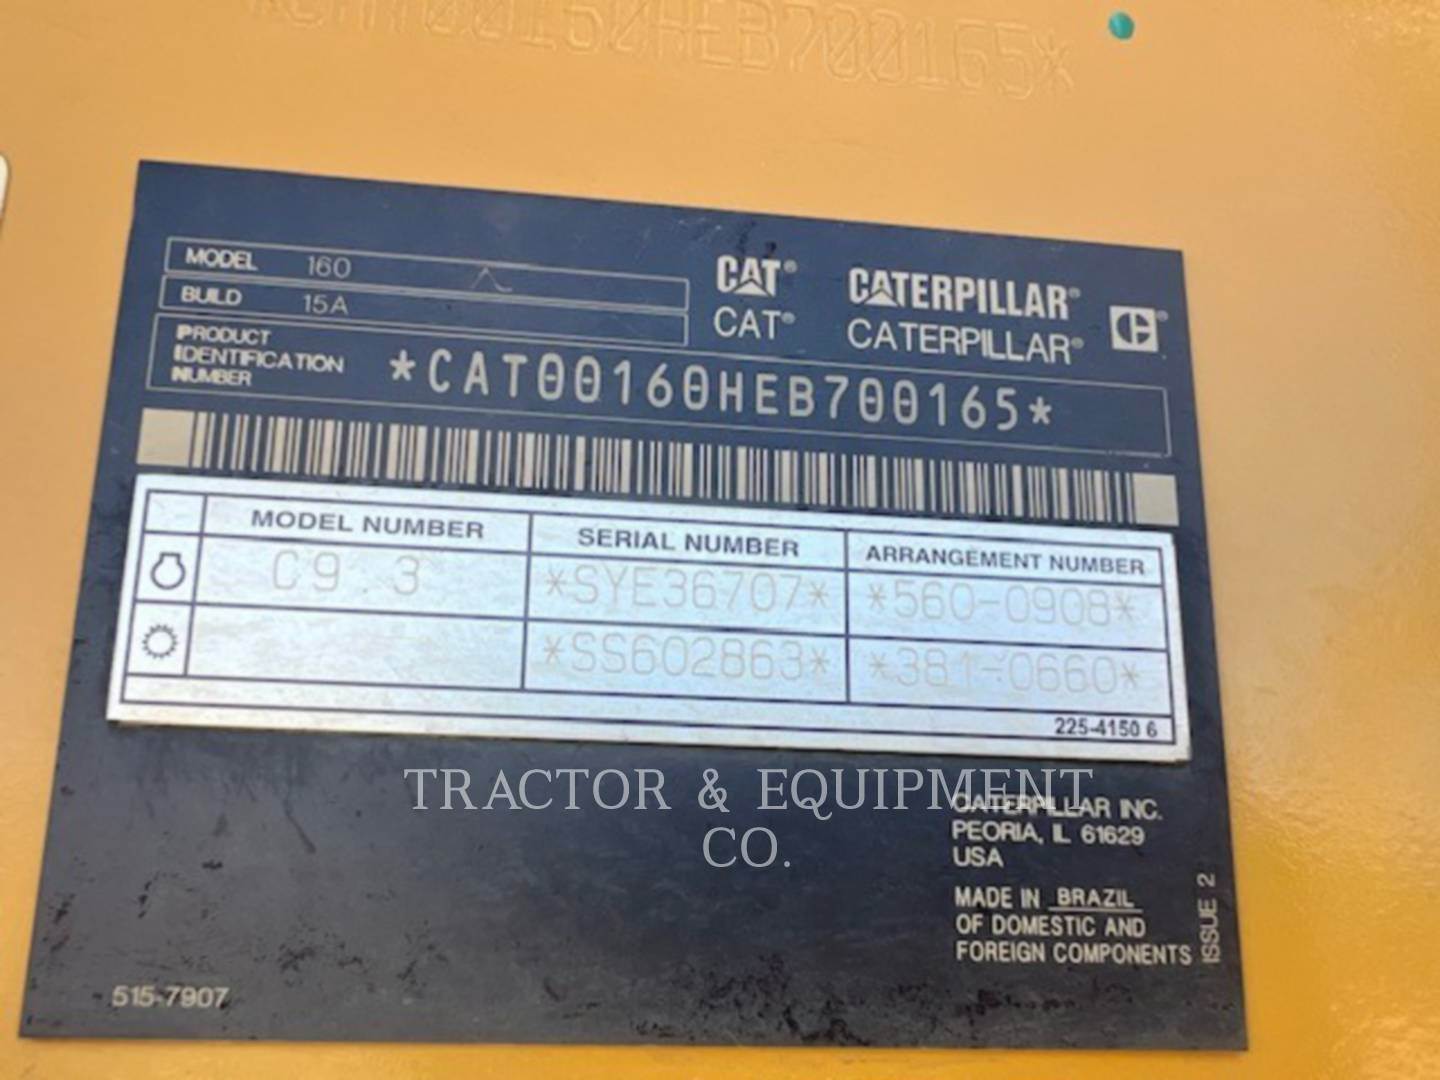 *CAT00160HEB700165*
MODEL 160
BUILD 15A
PRODUCT IDENTIFICATION NUMBER *CAT00160HEB700165*
CAT® CATERPILLAR®
CAT® CATERPILLAR®
MODEL NUMBER SERIAL NUMBER ARRANGEMENT NUMBER
C9.3 *SYE36707* *560-0908*
*SS602863* *381-0660*
225-4150 6
TRACTOR & EQUIPMENT
CO.
CATERPILLAR INC.
PEORIA, IL 61629
USA
MADE IN BRAZIL
OF DOMESTIC AND
FOREIGN COMPONENTS
ISSUE 2
515-7907